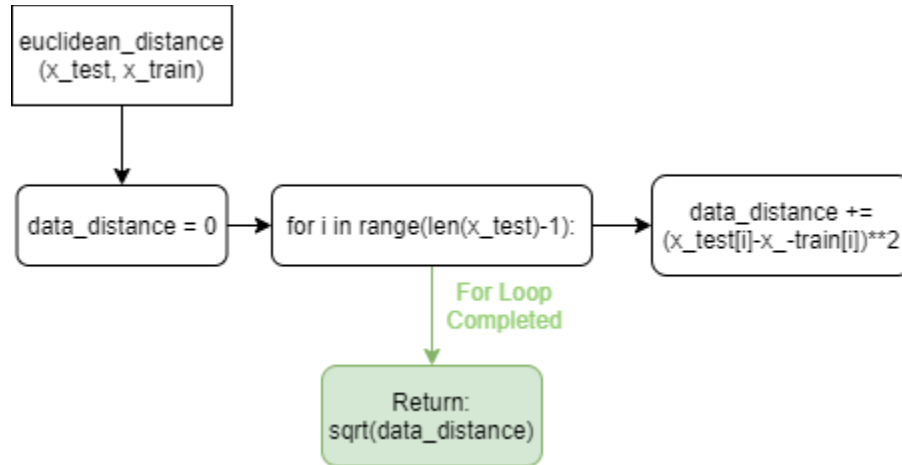 euclidean_distance
(x_test, x_train)
data_distance = 0
for i in range(len(x_test)-1):
data_distance +=
(x_test[i]-x_-train[i])**2
For Loop
Completed
Return:
sqrt(data_distance)